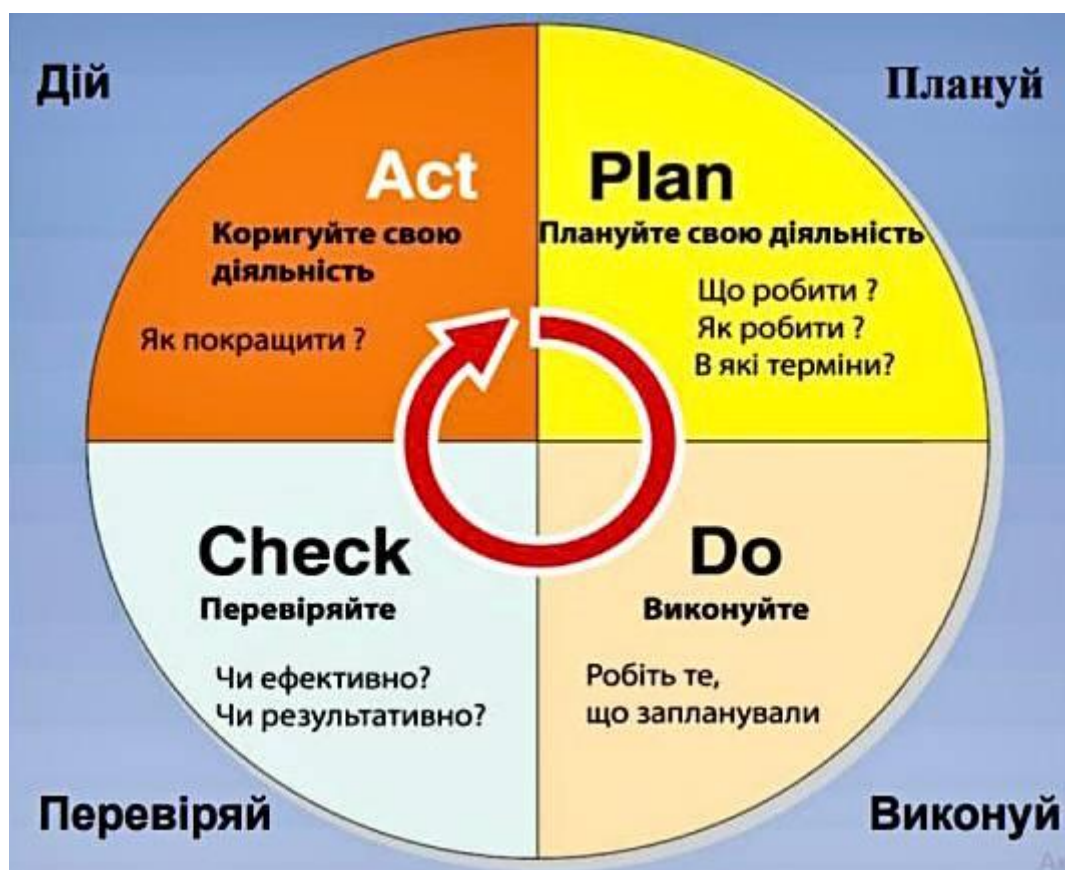 Дій
Плануй
Act
Коригуйте свою
діяльність
Як покращити ?
Plan
Плануйте свою діяльність
Що робити ?
Як робити ?
В які терміни?
Check
Перевіряйте
Чи ефективно?
Чи результативно?
Do
Виконуйте
Робіть те,
що запланували
Перевіряй
Виконуй